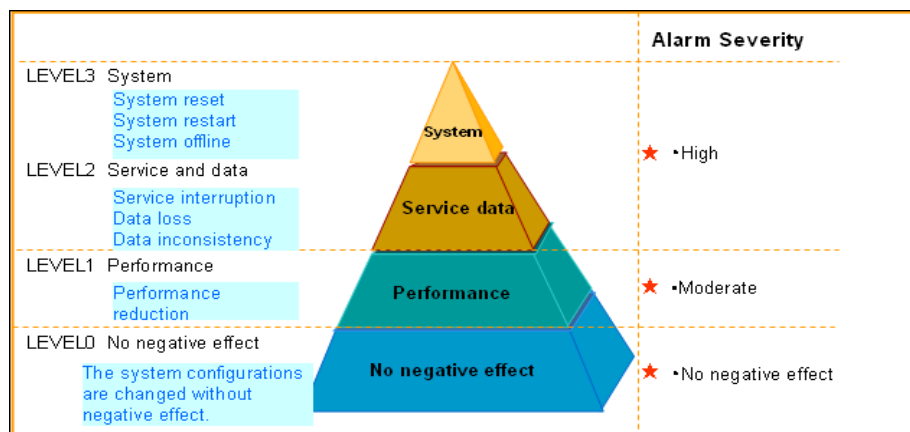 Alarm Severity
LEVEL3 System
System reset
System restart
System offline
System
•High
LEVEL2 Service and data
Service interruption
Data loss
Data inconsistency
Service data
LEVEL1 Performance
Performance
reduction
Performance
•Moderate
LEVEL0 No negative effect
The system configurations
are changed without
negative effect.
No negative effect
•No negative effect